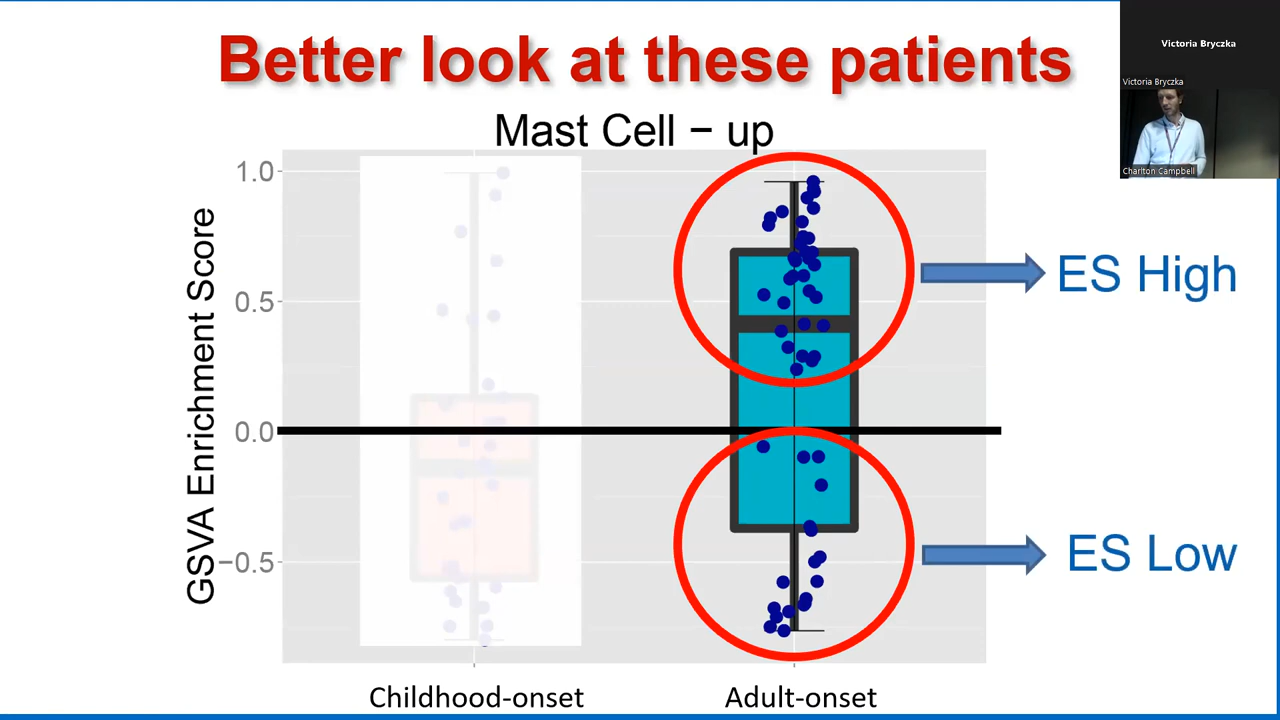 Better look at these patients
Victoria Bryczka
Victoria Bryczka
Charlton Campbell
Mast Cell − up
GSVA Enrichment Score
1.0
0.5
0.0
−0.5
ES High
ES Low
Childhood-onset
Adult-onset